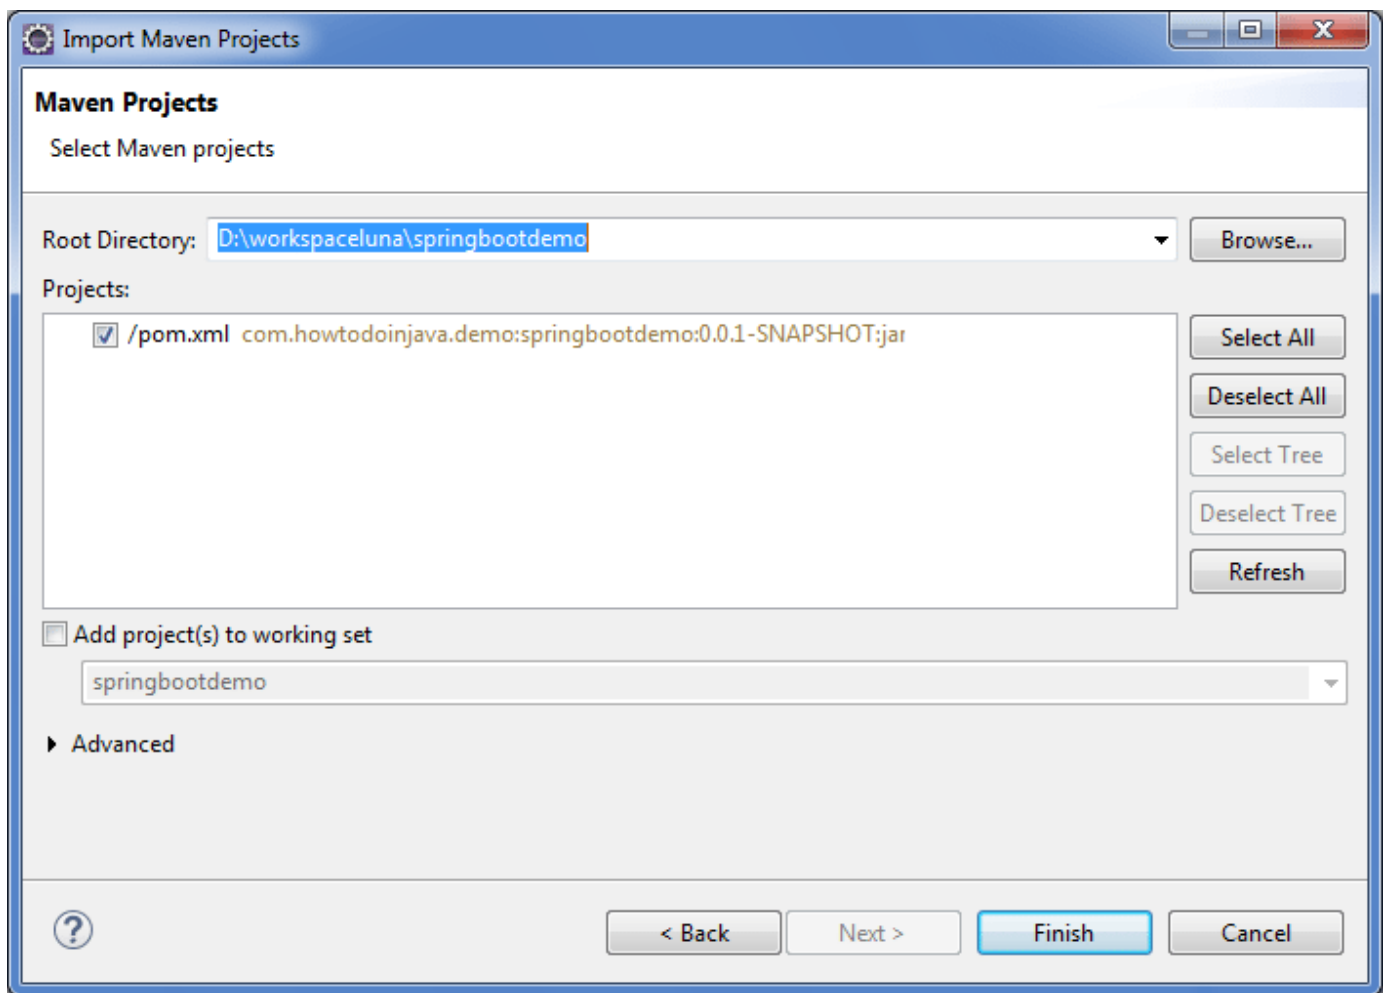 Import Maven Projects
Maven Projects
Select Maven projects
Root Directory: D:\workspaceluna\springbootdemo Browse...
Projects:
/pom.xml com.howtodoinjava.demo:springbootdemo:0.0.1-SNAPSHOT:jar
Select All
Deselect All
Select Tree
Deselect Tree
Refresh
Add project(s) to working set
springbootdemo
Advanced
? < Back Next > Finish Cancel